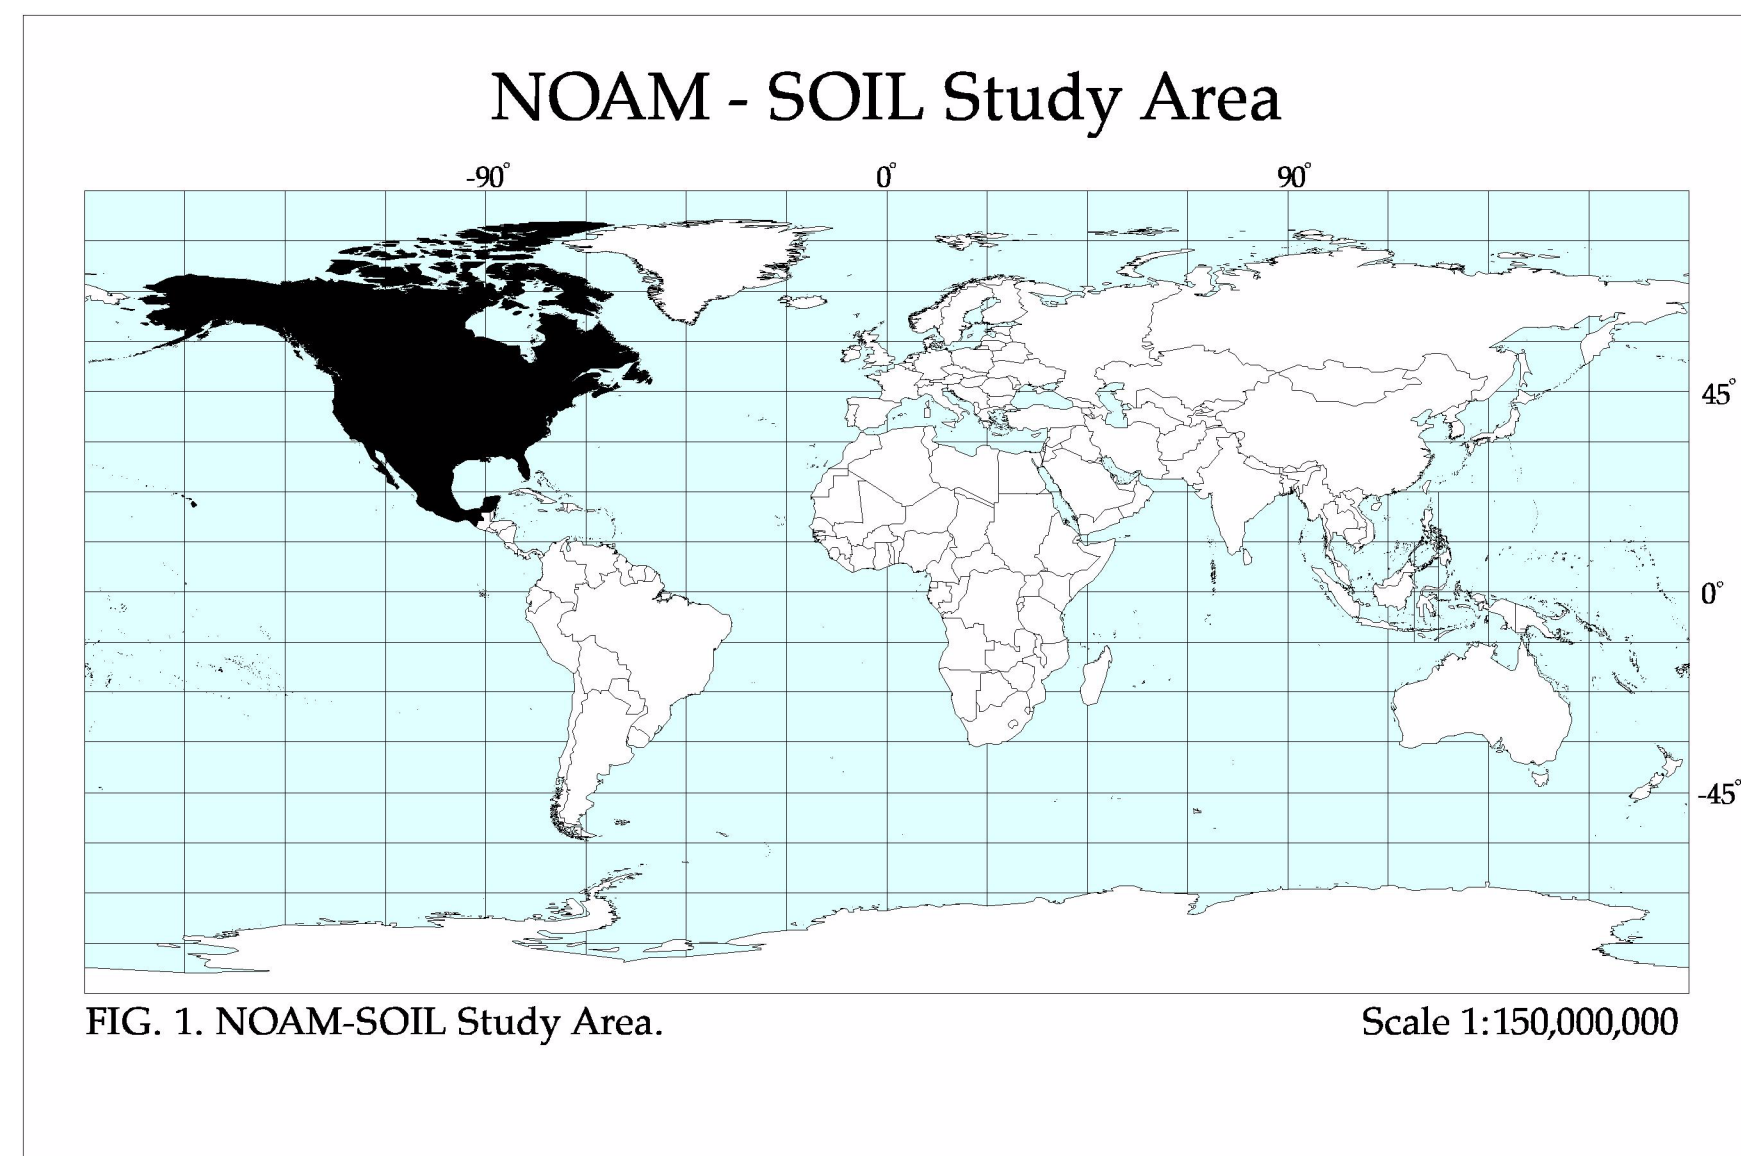 NOAM - SOIL Study Area
-90° 0° 90°
45°
0°
-45°
FIG. 1. NOAM-SOIL Study Area. Scale 1:150,000,000